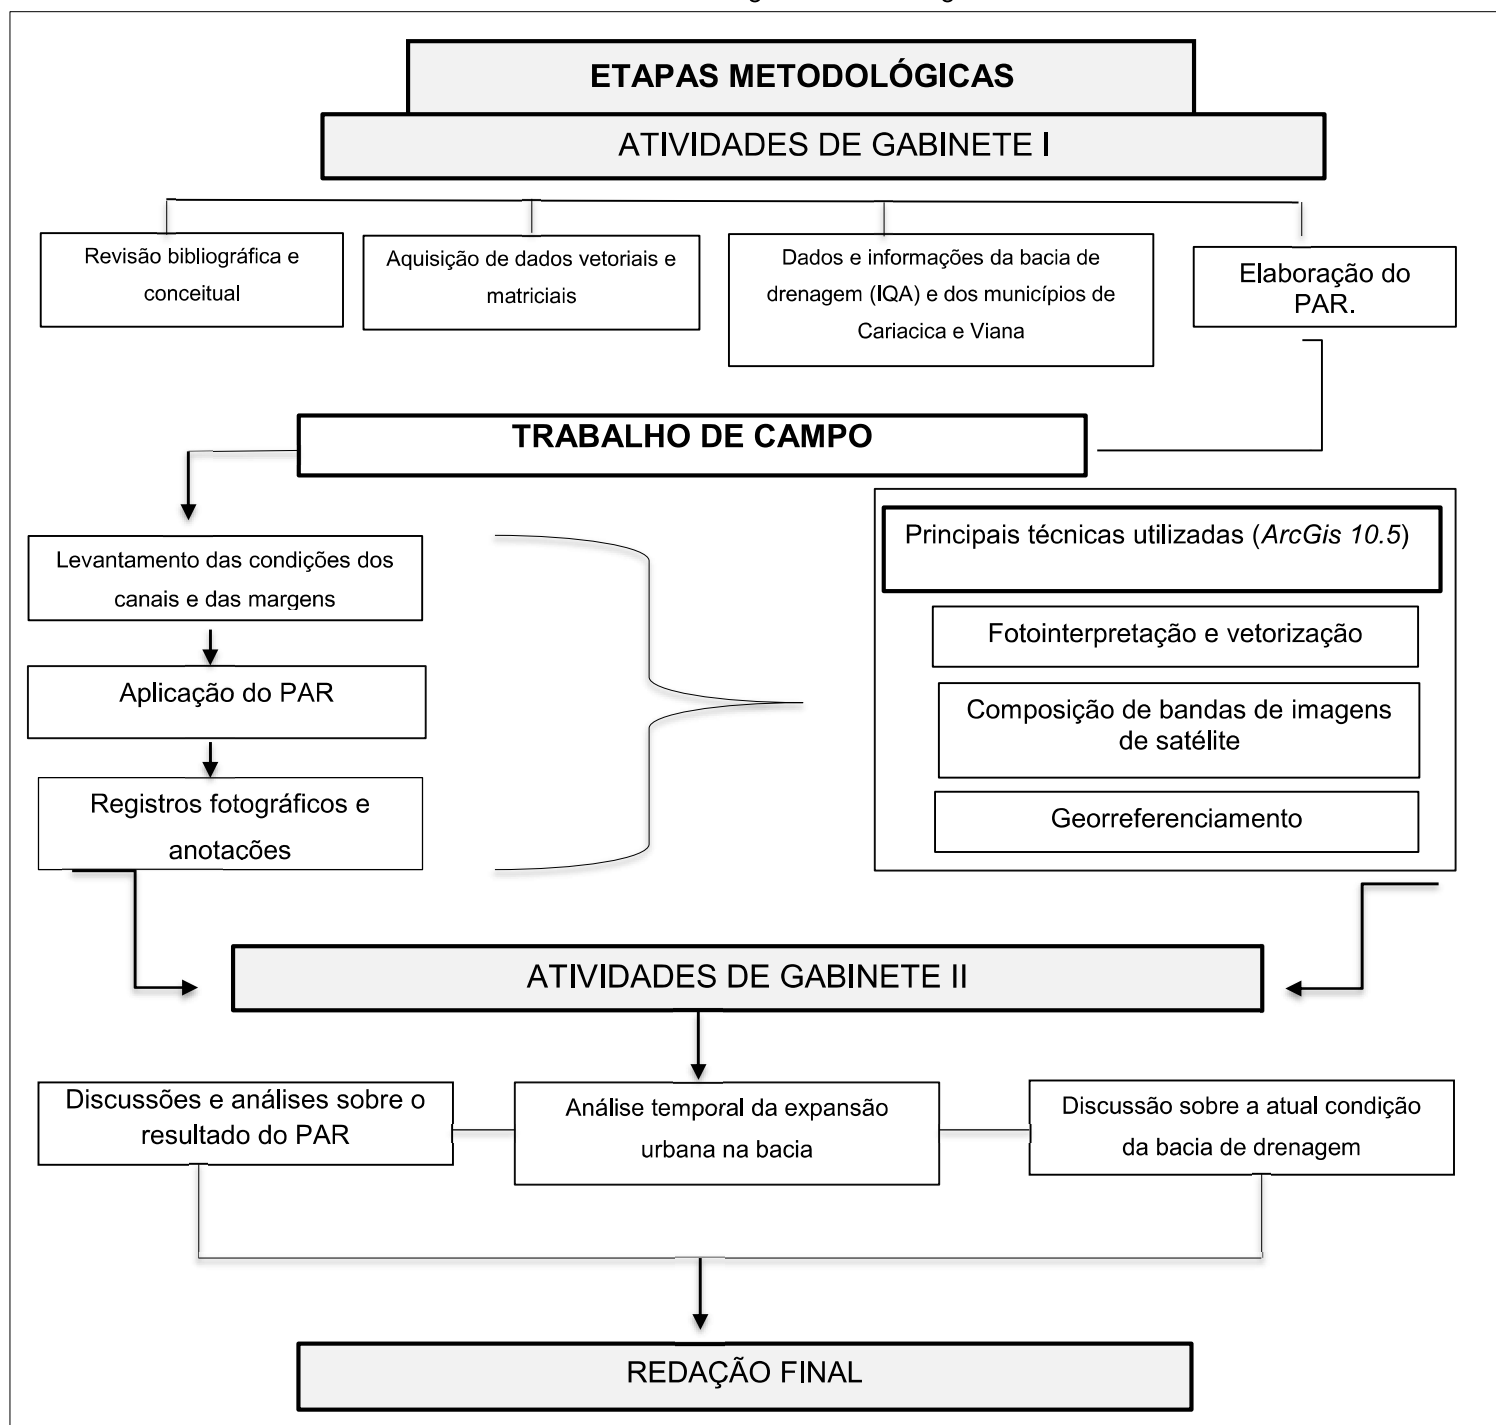 ETAPAS METODOLÓGICAS
ATIVIDADES DE GABINETE I
Revisão bibliográfica e
conceitual
Aquisição de dados vetoriais e
matriciais
Dados e informações da bacia de
drenagem (IQA) e dos municípios de
Cariacica e Viana
Elaboração do
PAR.
TRABALHO DE CAMPO
Levantamento das condições dos
canais e das margens
Aplicação do PAR
Registros fotográficos e
anotações
Principais técnicas utilizadas (ArcGis 10.5)
Fotointerpretação e vetorização
Composição de bandas de imagens
de satélite
Georreferenciamento
ATIVIDADES DE GABINETE II
Discussões e análises sobre o
resultado do PAR
Análise temporal da expansão
urbana na bacia
Discussão sobre a atual condição
da bacia de drenagem
REDAÇÃO FINAL